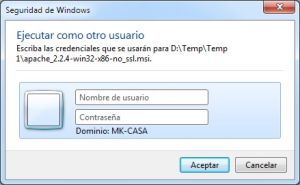 Seguridad de Windows
Ejecutar como otro usuario
Escriba las credenciales que se usarán para D:\Temp\Temp
1\apache_2.2.4-win32-x86-no_ssl.msi.
Nombre de usuario
Contraseña
Dominio: MK-CASA
Aceptar
Cancelar